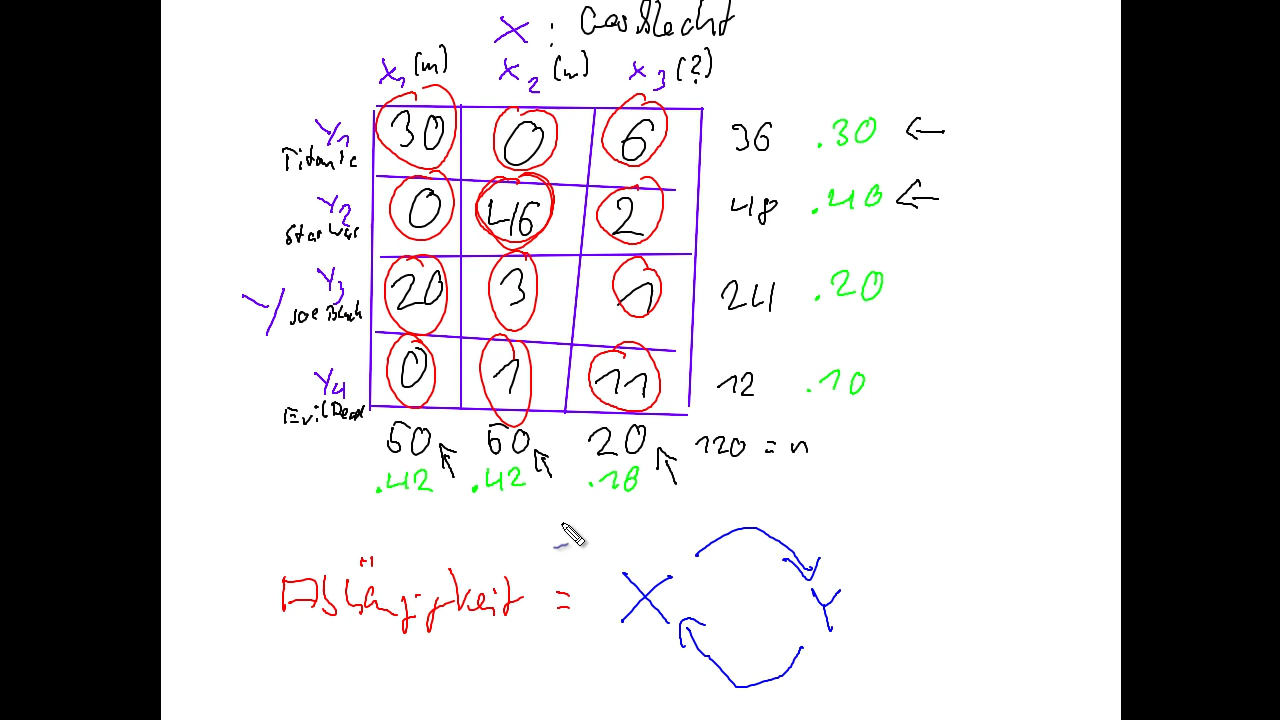 X : Geschlecht
x1 (m) x2 (w) x3 (?)
Y1 30 0 6 36 .30
Titanic
Y2 0 46 2 48 .40
Star Wars
Y3 20 3 1 24 .20
Y Joe Black
Y4 0 1 11 12 .10
Evil Dead
50 50 20 120 = n
.42 .42 .16
Abhängigkeit = X Y